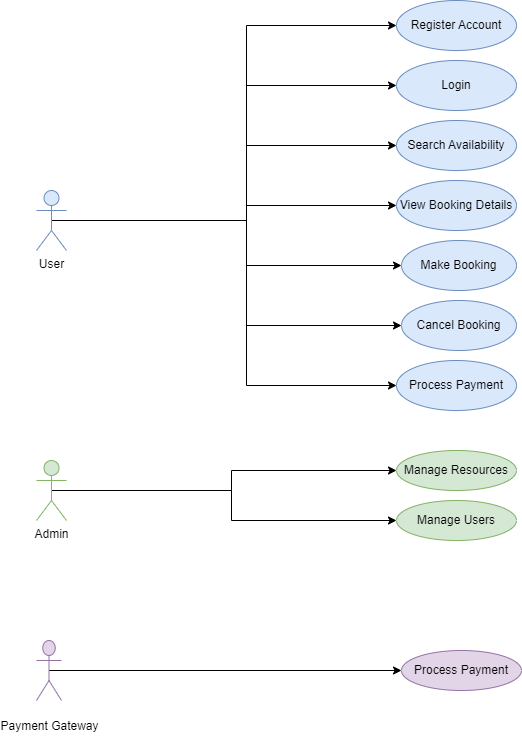 Register Account
Login
Search Availability
View Booking Details
User
Make Booking
Cancel Booking
Process Payment
Manage Resources
Manage Users
Admin
Process Payment
Payment Gateway